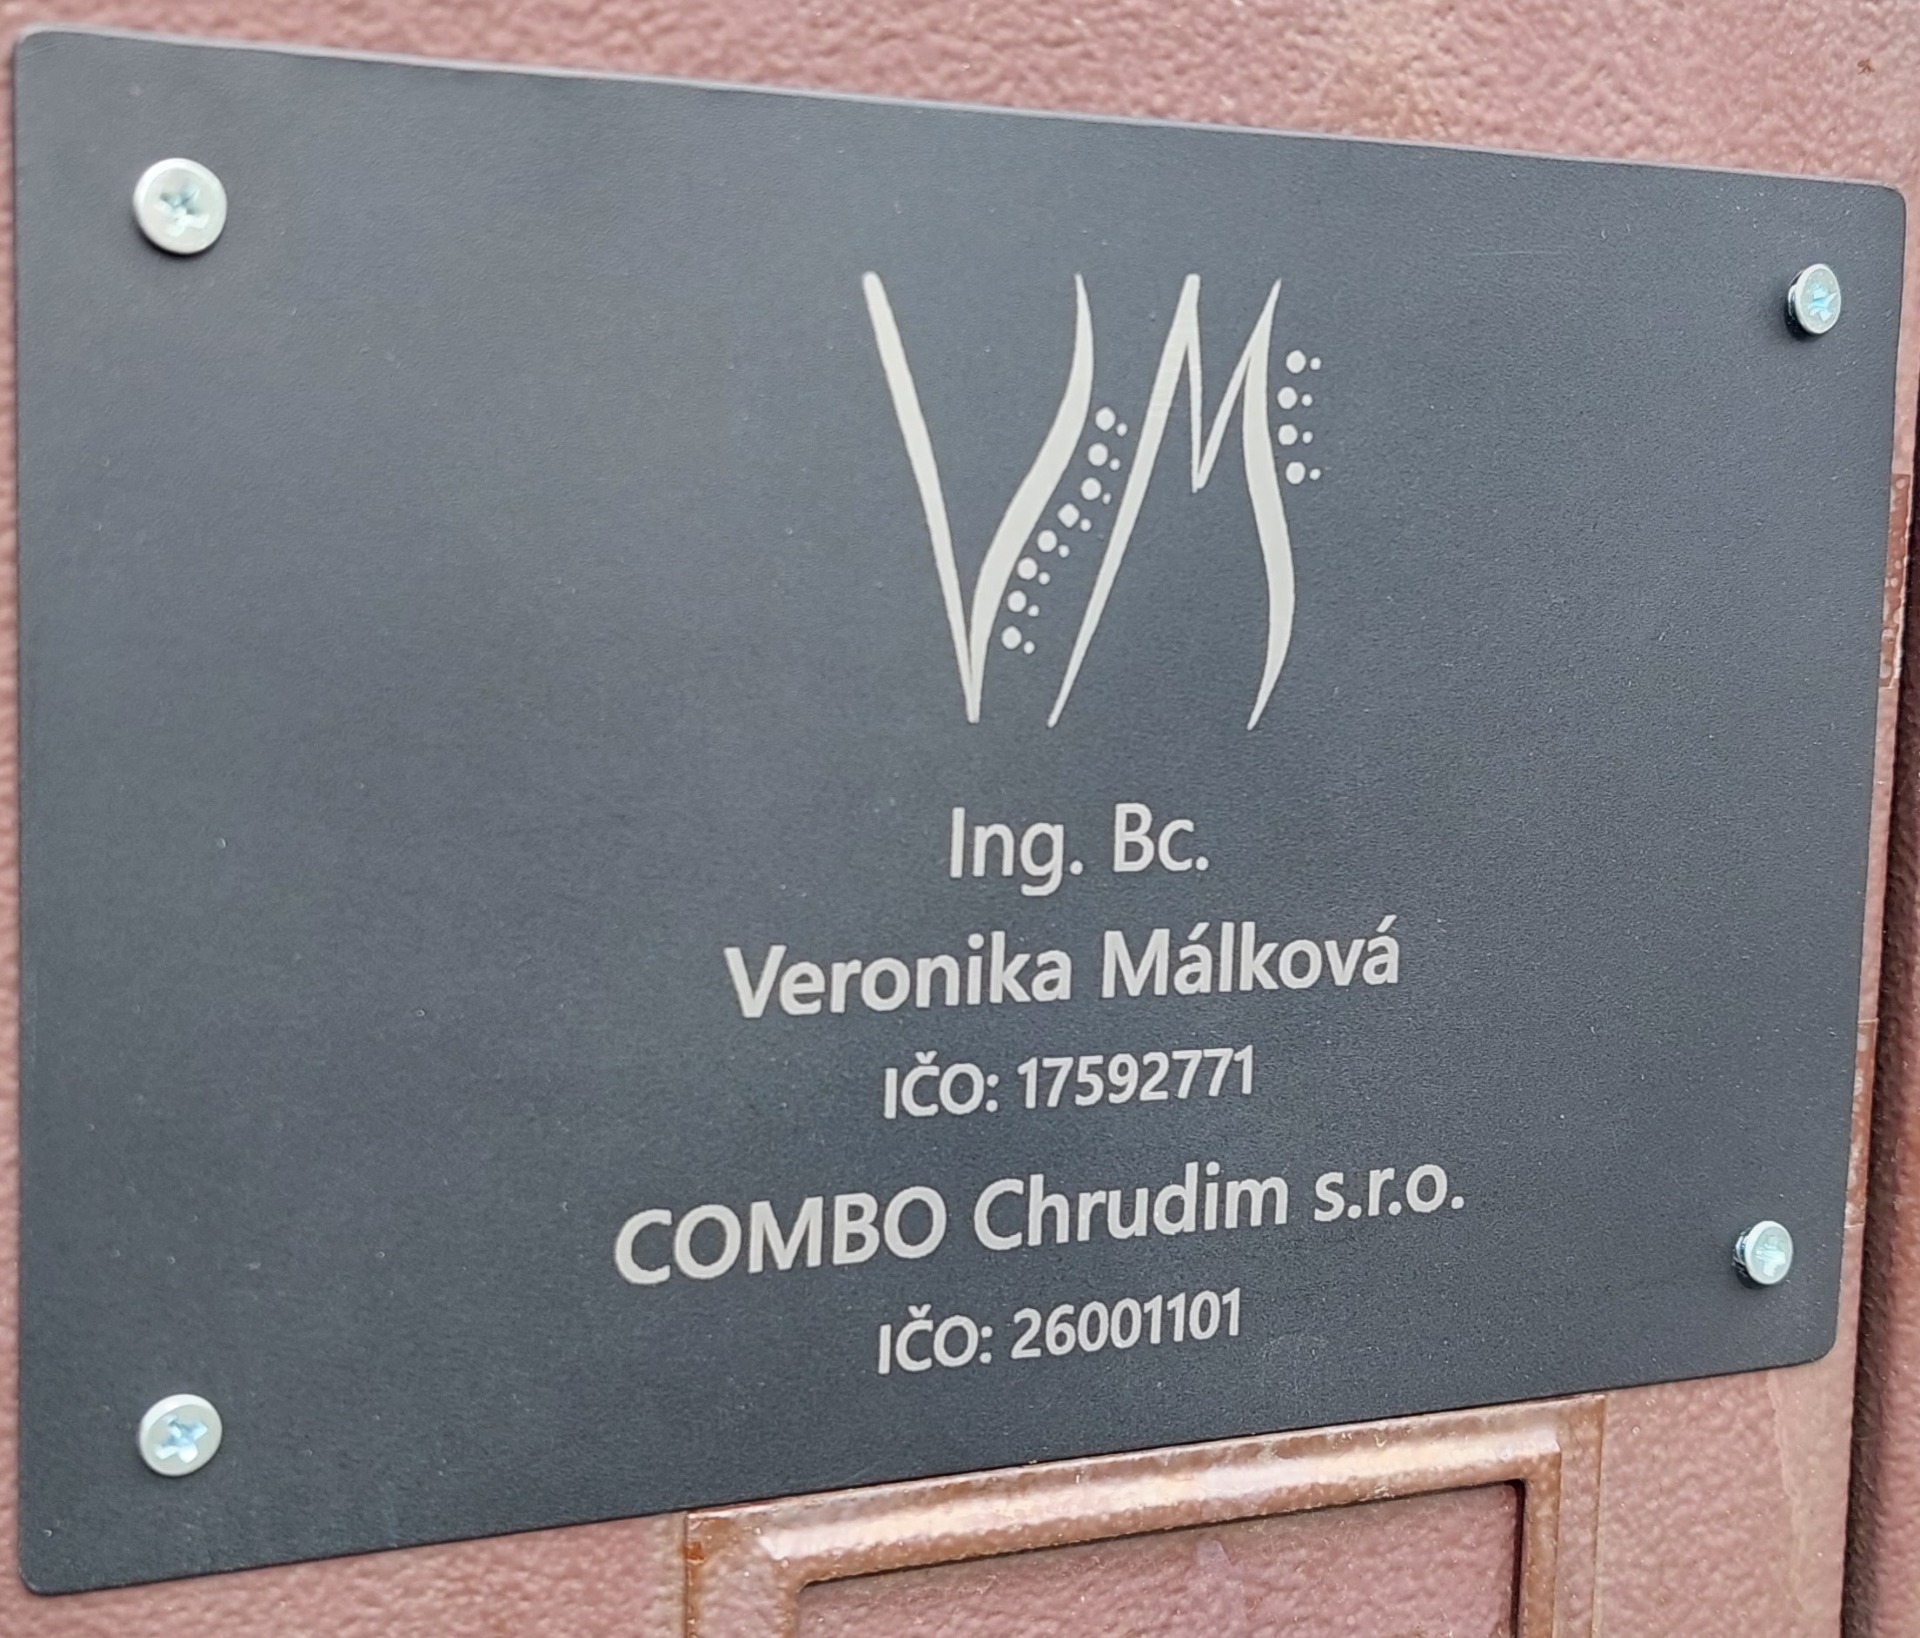 VM
Ing. Bc.
Veronika Málková
IČO: 17592771
COMBO Chrudim s.r.o.
IČO: 26001101